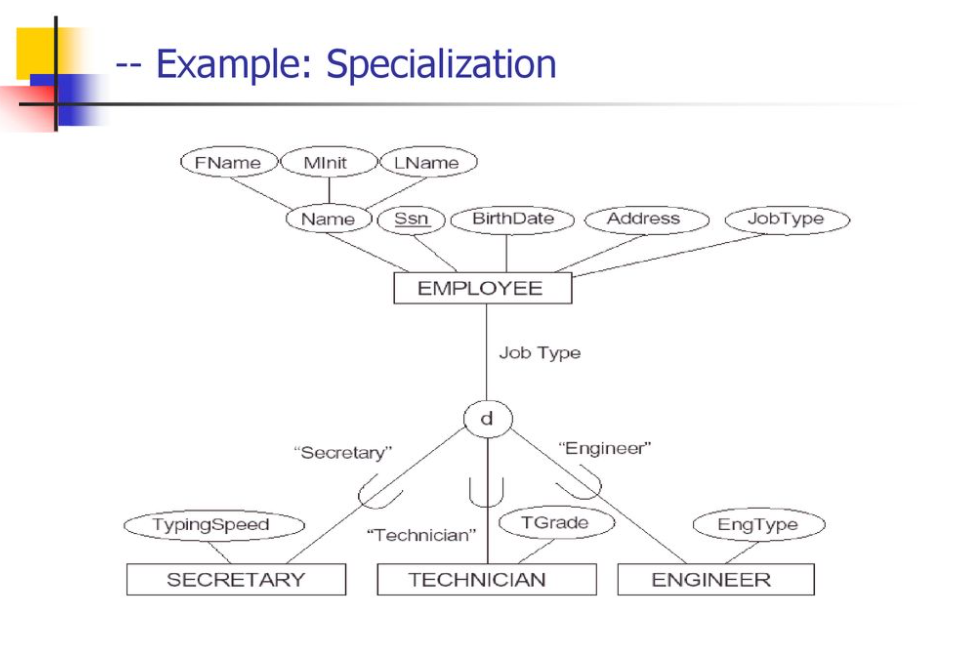 -- Example: Specialization
FName MInit LName
Name Ssn BirthDate Address JobType
EMPLOYEE
Job Type
d
“Secretary” “Engineer”
TypingSpeed “Technician” TGrade EngType
SECRETARY TECHNICIAN ENGINEER